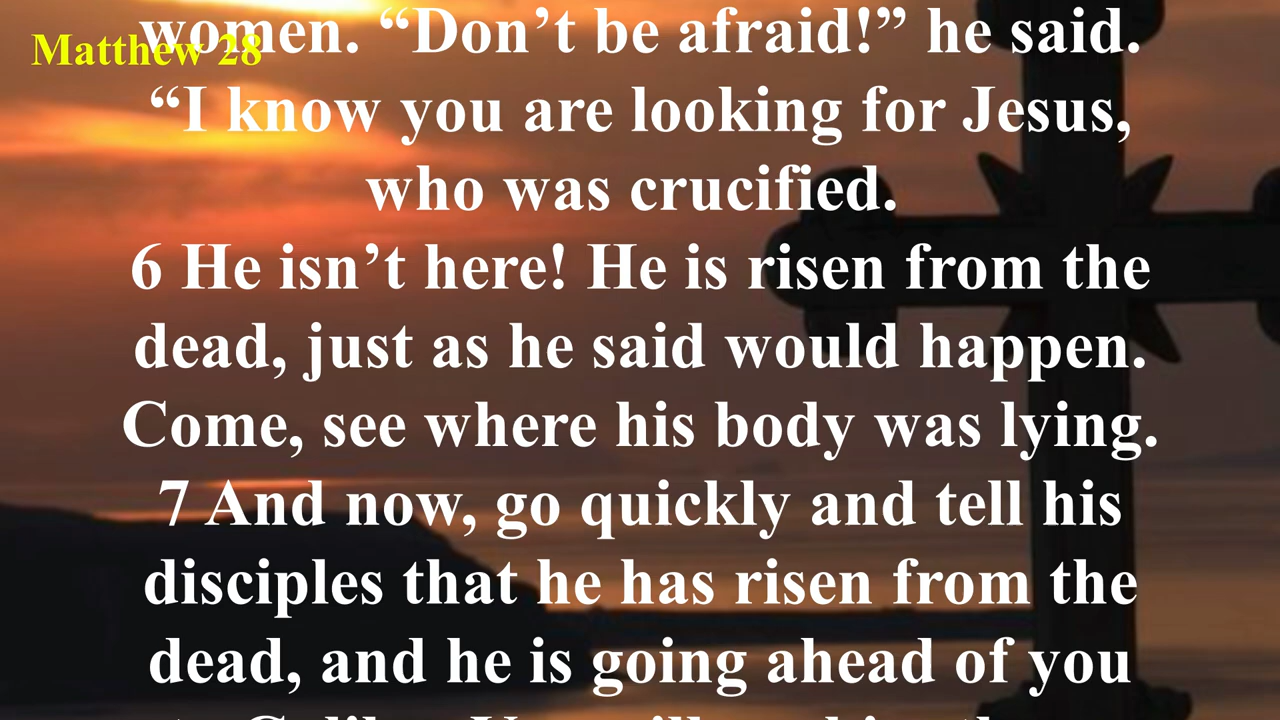 Matthew 28
women. “Don’t be afraid!” he said.
“I know you are looking for Jesus,
who was crucified.
6 He isn’t here! He is risen from the
dead, just as he said would happen.
Come, see where his body was lying.
7 And now, go quickly and tell his
disciples that he has risen from the
dead, and he is going ahead of you